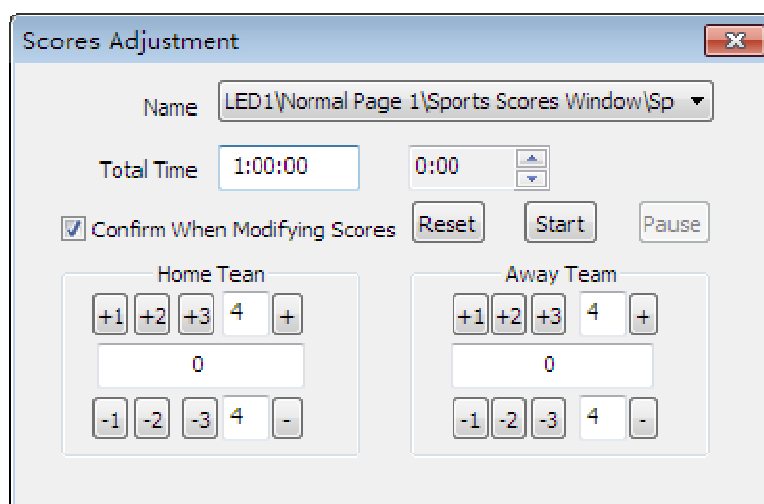 Scores Adjustment
Name LED1\Normal Page 1\Sports Scores Window\Sp
Total Time 1:00:00 0:00
Confirm When Modifying Scores Reset Start Pause
Home Tean Away Team
+1 +2 +3 4 + +1 +2 +3 4 +
0 0
-1 -2 -3 4 - -1 -2 -3 4 -